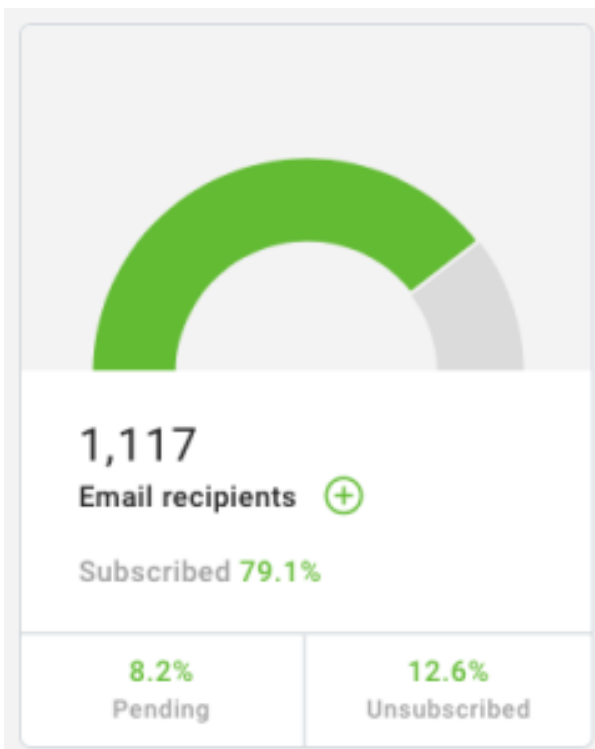 1,117
Email recipients
Subscribed 79.1%
8.2% 12.6%
Pending Unsubscribed